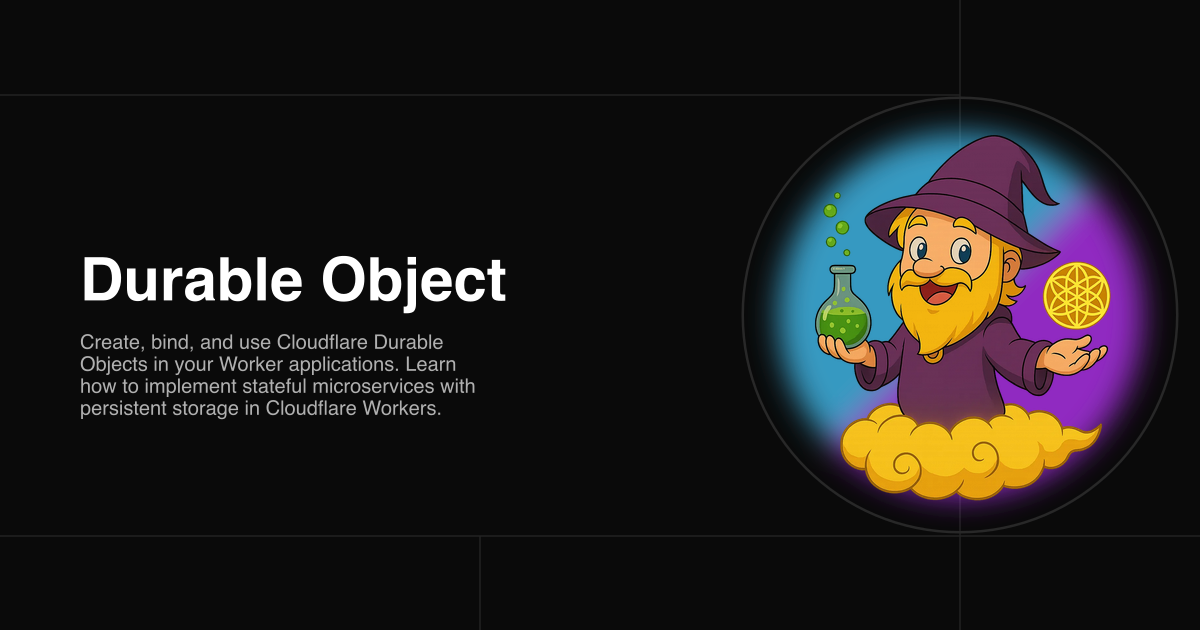 Durable Object
Create, bind, and use Cloudflare Durable
Objects in your Worker applications. Learn
how to implement stateful microservices with
persistent storage in Cloudflare Workers.